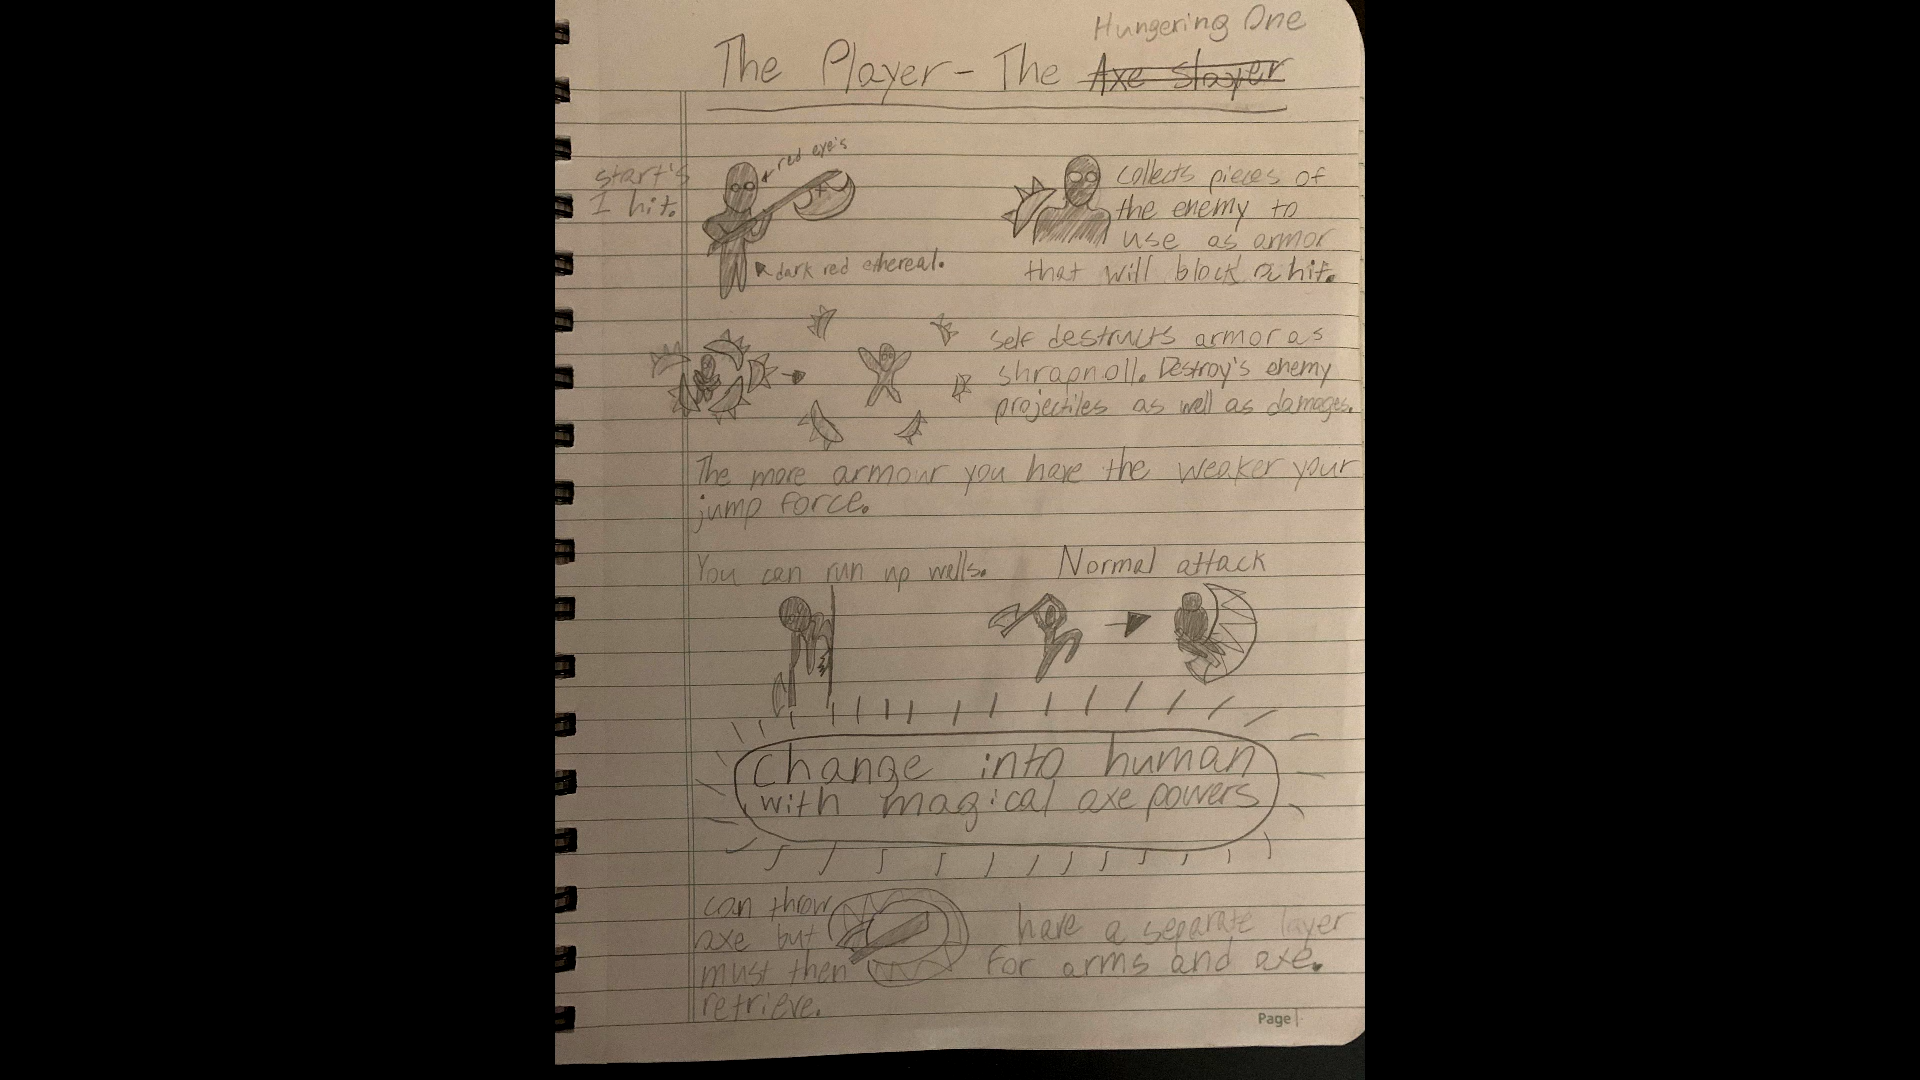 Hungering One
The Player - The Axe Slayer
red eye's
start's
1 hit.
dark red ethereal.
collects pieces of
the enemy to
use as armor
that will block a hit.
Self destructs armor as
shrapnoll. Destroy's enemy
projectiles as well as damages.
The more armour you have the weaker your
jump force.
You can run up walls.
Normal attack
Change into human
with magical axe powers
can throw
axe but
must then
retrieve.
have a separate layer
for arms and axe.
Page 1